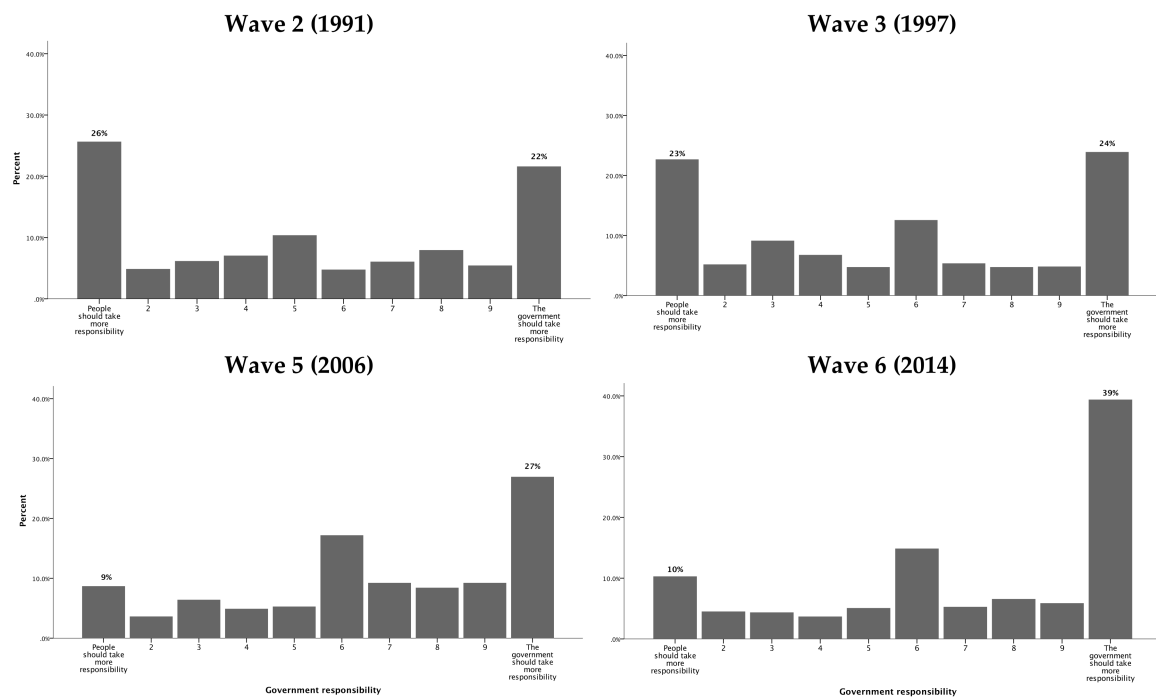 Wave 2 (1991)
40.0%
30.0%
20.0%
10.0%
.0%
Percent
26%
22%
People
should take
more
responsibility
2
3
4
5
6
7
8
9
The
government
should take
more
responsibility
Wave 3 (1997)
40.0%
30.0%
20.0%
10.0%
.0%
23%
24%
People
should take
more
responsibility
2
3
4
5
6
7
8
9
The
government
should take
more
responsibility
Wave 5 (2006)
40.0%
30.0%
20.0%
10.0%
.0%
Percent
9%
27%
People
should take
more
responsibility
2
3
4
5
6
7
8
9
The
government
should take
more
responsibility
Government responsibility
Wave 6 (2014)
40.0%
30.0%
20.0%
10.0%
.0%
10%
39%
People
should take
more
responsibility
2
3
4
5
6
7
8
9
The
government
should take
more
responsibility
Government responsibility